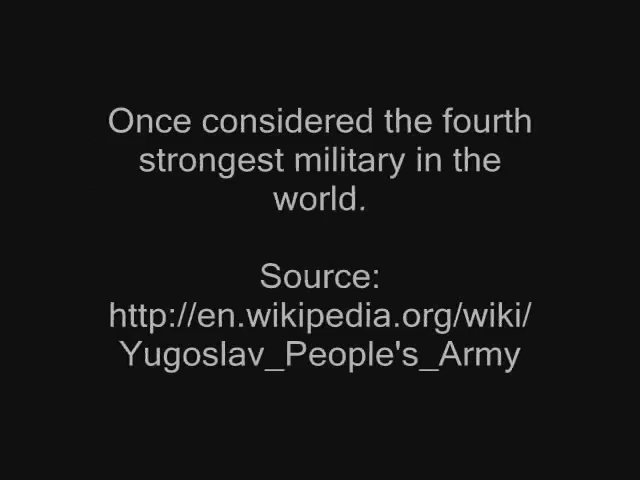 Once considered the fourth
strongest military in the
world.
Source:
http://en.wikipedia.org/wiki/
Yugoslav_People's_Army